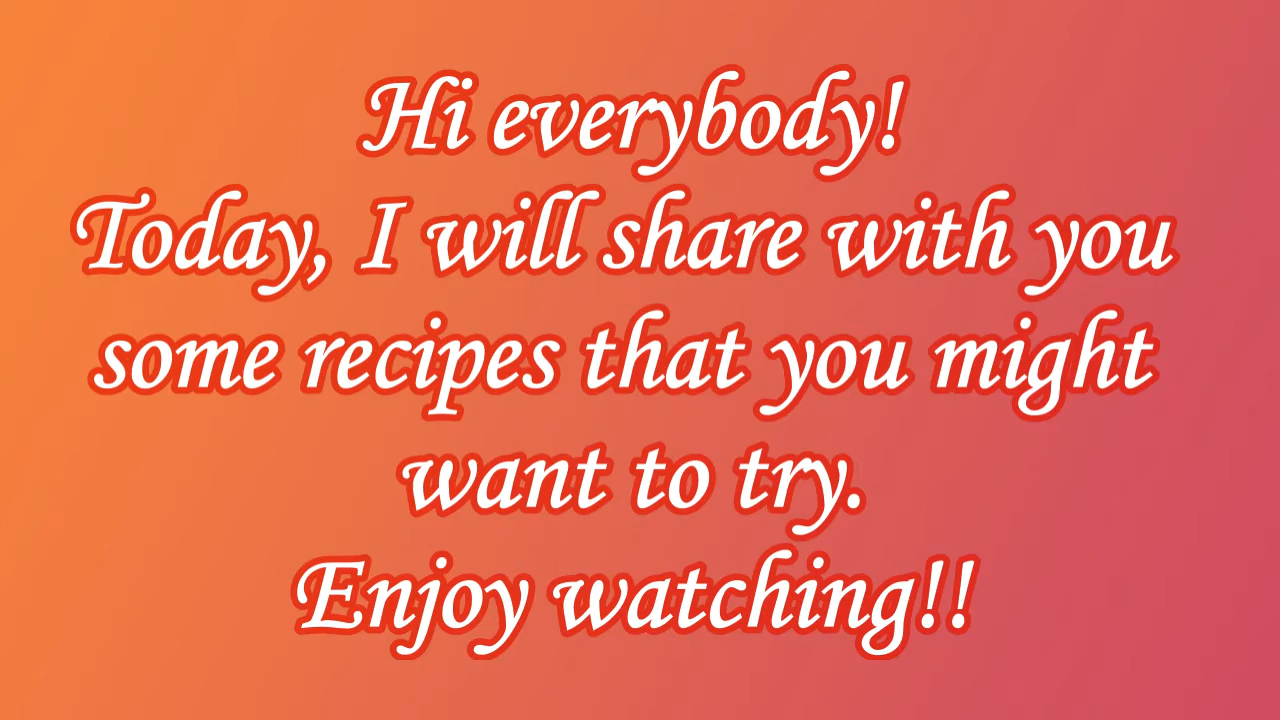 Hi everybody!
Today, I will share with you
some recipes that you might
want to try.
Enjoy watching!!